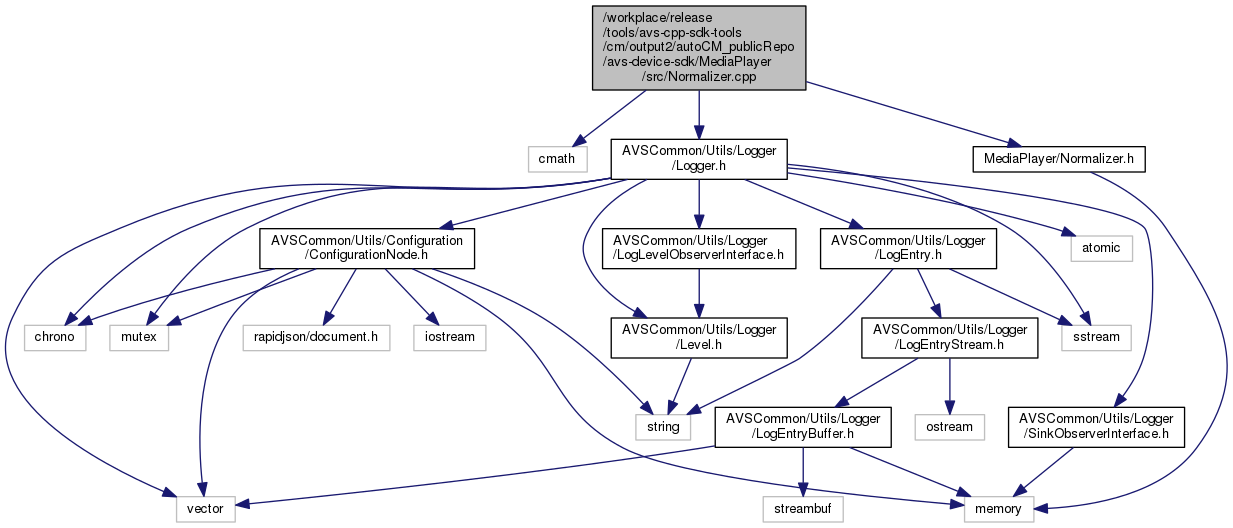 /workplace/release
/tools/avs-cpp-sdk-tools
/cm/output2/autoCM_publicRepo
/avs-device-sdk/MediaPlayer
/src/Normalizer.cpp
cmath
AVSCommon/Utils/Logger
/Logger.h
MediaPlayer/Normalizer.h
AVSCommon/Utils/Configuration
/ConfigurationNode.h
AVSCommon/Utils/Logger
/LogLevelObserverInterface.h
AVSCommon/Utils/Logger
/LogEntry.h
atomic
chrono
mutex
rapidjson/document.h
iostream
AVSCommon/Utils/Logger
/Level.h
AVSCommon/Utils/Logger
/LogEntryStream.h
sstream
string
AVSCommon/Utils/Logger
/LogEntryBuffer.h
ostream
AVSCommon/Utils/Logger
/SinkObserverInterface.h
vector
streambuf
memory